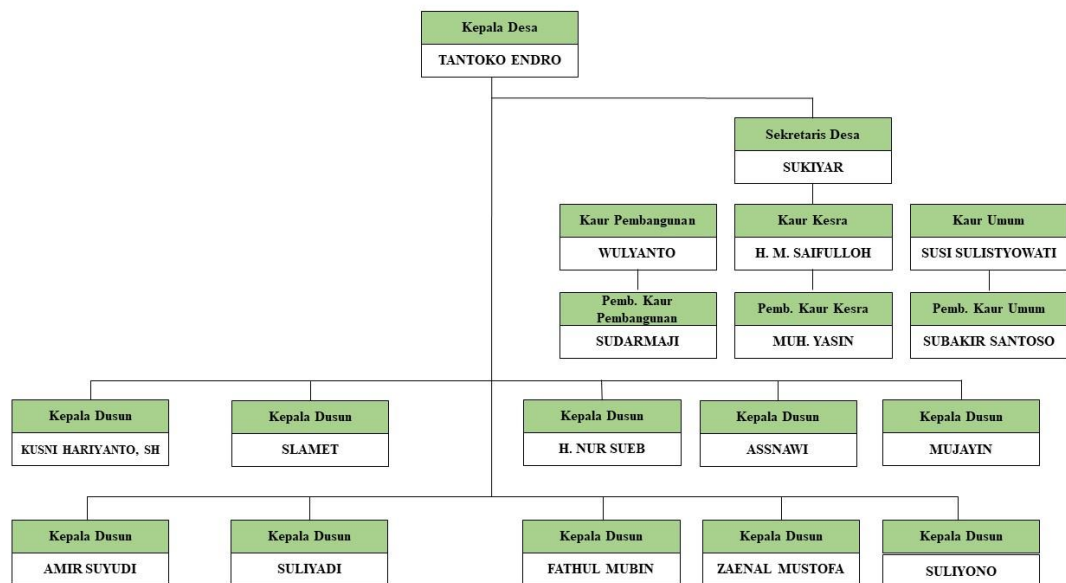 Kepala Desa
TANTOKO ENDRO
Sekretaris Desa
SUKIYAR
Kaur Pembangunan
WULYANTO
Kaur Kesra
H. M. SAIFULLOH
Kaur Umum
SUSI SULISTYOWATI
Pemb. Kaur
Pembangunan
SUDARMAJI
Pemb. Kaur Kesra
MUH. YASIN
Pemb. Kaur Umum
SUBAKIR SANTOSO
Kepala Dusun
KUSNI HARIYANTO, SH
Kepala Dusun
SLAMET
Kepala Dusun
H. NUR SUEB
Kepala Dusun
ASSNAWI
Kepala Dusun
MUJAYIN
Kepala Dusun
AMIR SUYUDI
Kepala Dusun
SULIYADI
Kepala Dusun
FATHUL MUBIN
Kepala Dusun
ZAENAL MUSTOFA
Kepala Dusun
SULIYONO